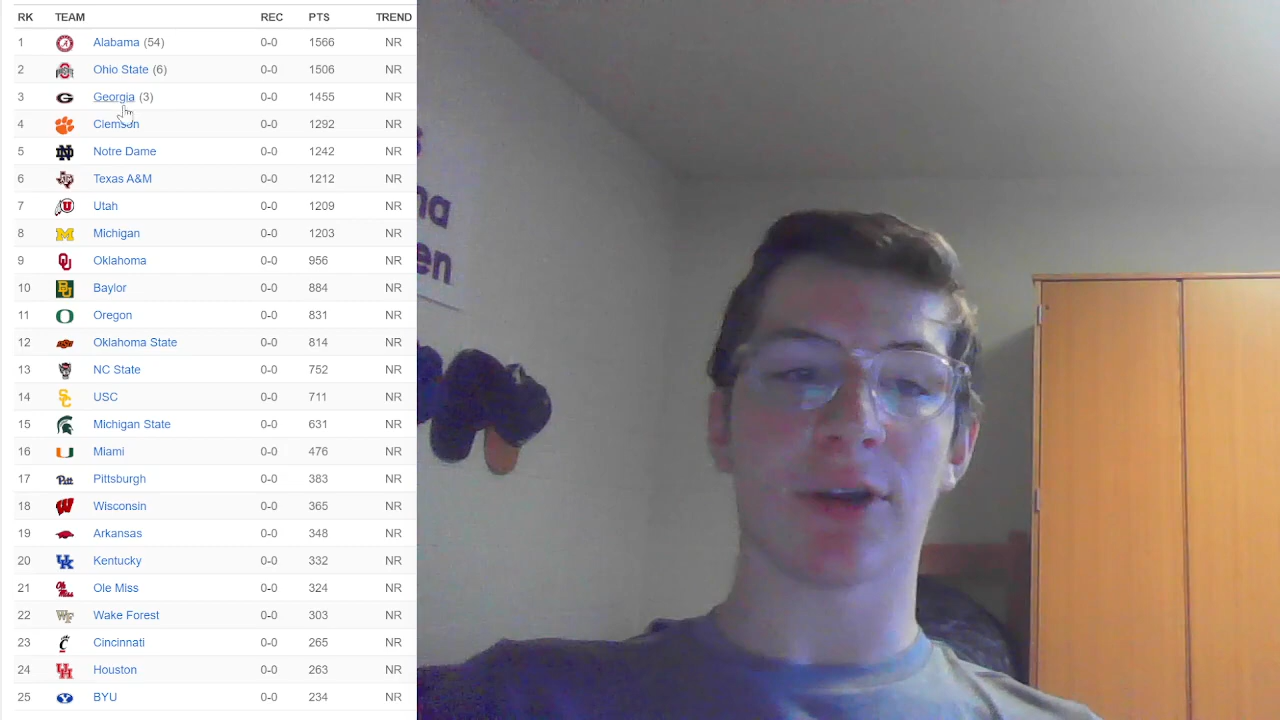 RK TEAM REC PTS TREND
1 Alabama (54) 0-0 1566 NR
2 Ohio State (6) 0-0 1506 NR
3 Georgia (3) 0-0 1455 NR
4 Clemson 0-0 1292 NR
5 Notre Dame 0-0 1242 NR
6 Texas A&M 0-0 1212 NR
7 Utah 0-0 1209 NR
8 Michigan 0-0 1203 NR
9 Oklahoma 0-0 956 NR
10 Baylor 0-0 884 NR
11 Oregon 0-0 831 NR
12 Oklahoma State 0-0 814 NR
13 NC State 0-0 752 NR
14 USC 0-0 711 NR
15 Michigan State 0-0 631 NR
16 Miami 0-0 476 NR
17 Pitt Pittsburgh 0-0 383 NR
18 Wisconsin 0-0 365 NR
19 Arkansas 0-0 348 NR
20 Kentucky 0-0 332 NR
21 Ole Miss Ole Miss 0-0 324 NR
22 WF Wake Forest 0-0 303 NR
23 Cincinnati 0-0 265 NR
24 Houston 0-0 263 NR
25 BYU 0-0 234 NR